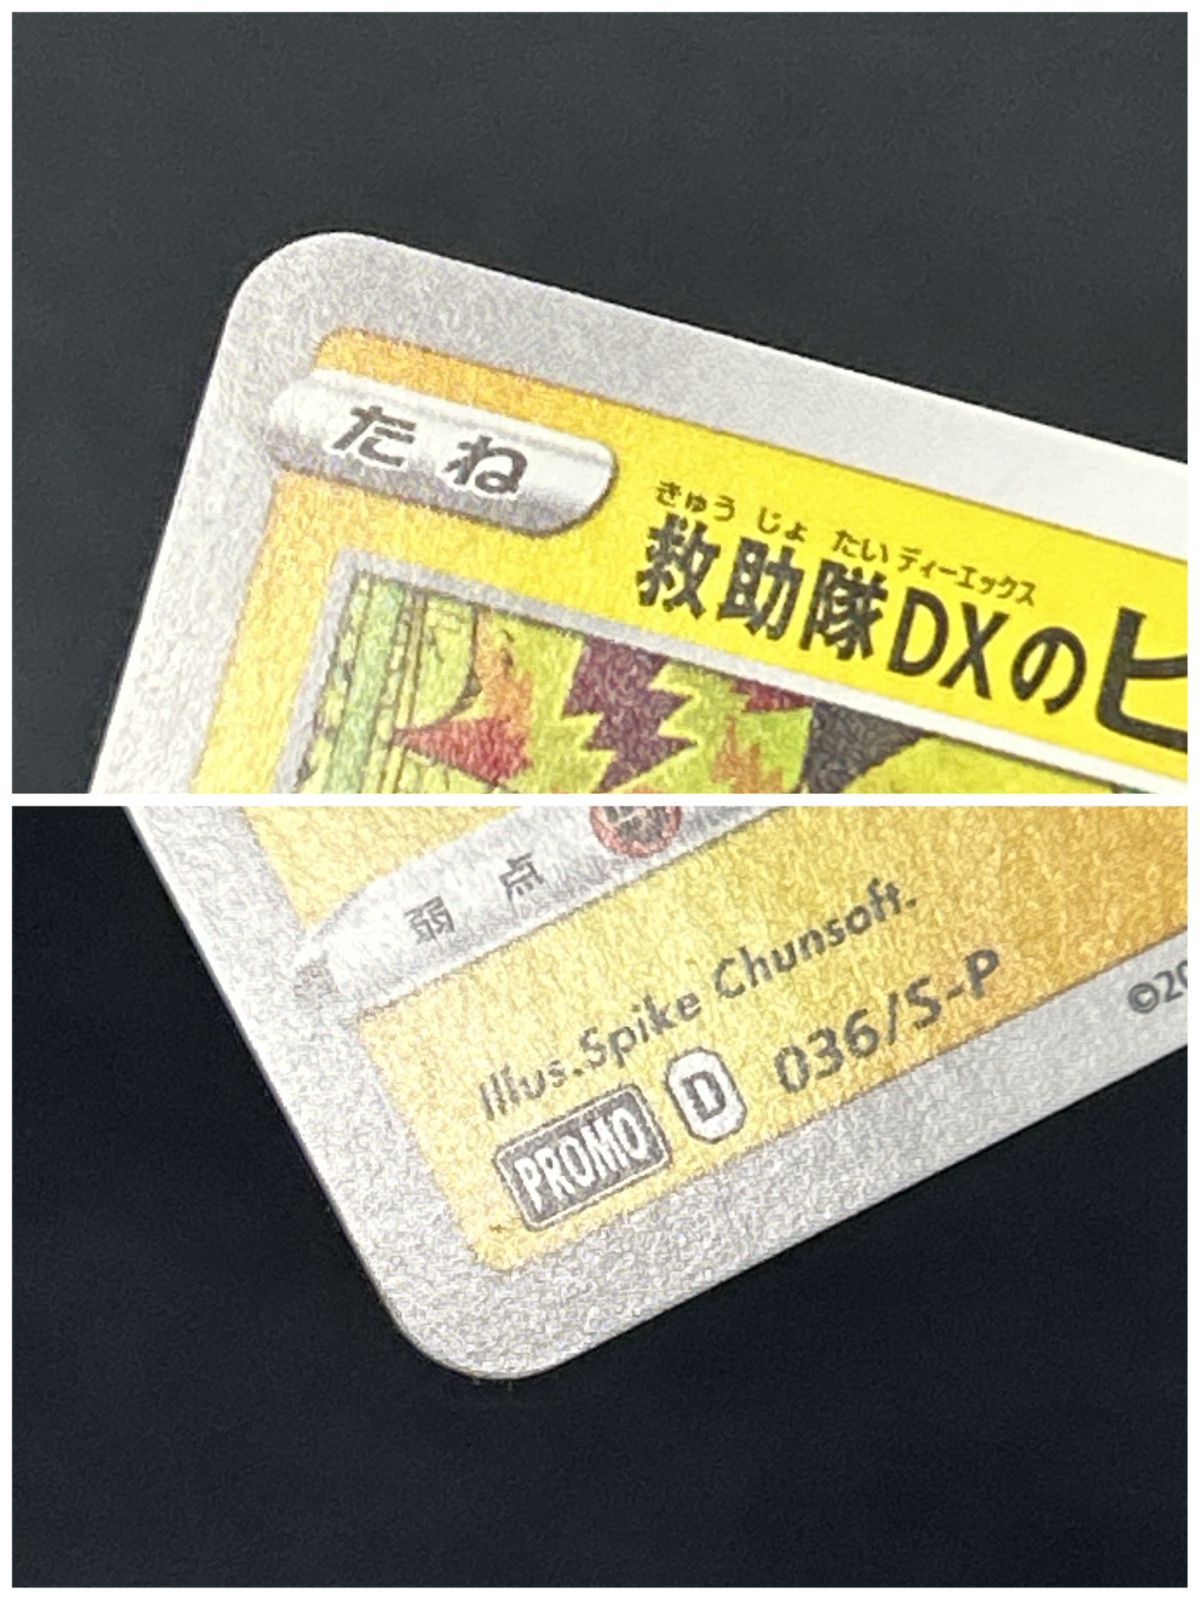 たね
きゅうじょたいディーエックス
救助隊DXのピ
弱点
Illus.Spike Chunsoft.
PROMO D 036/S-P
©20